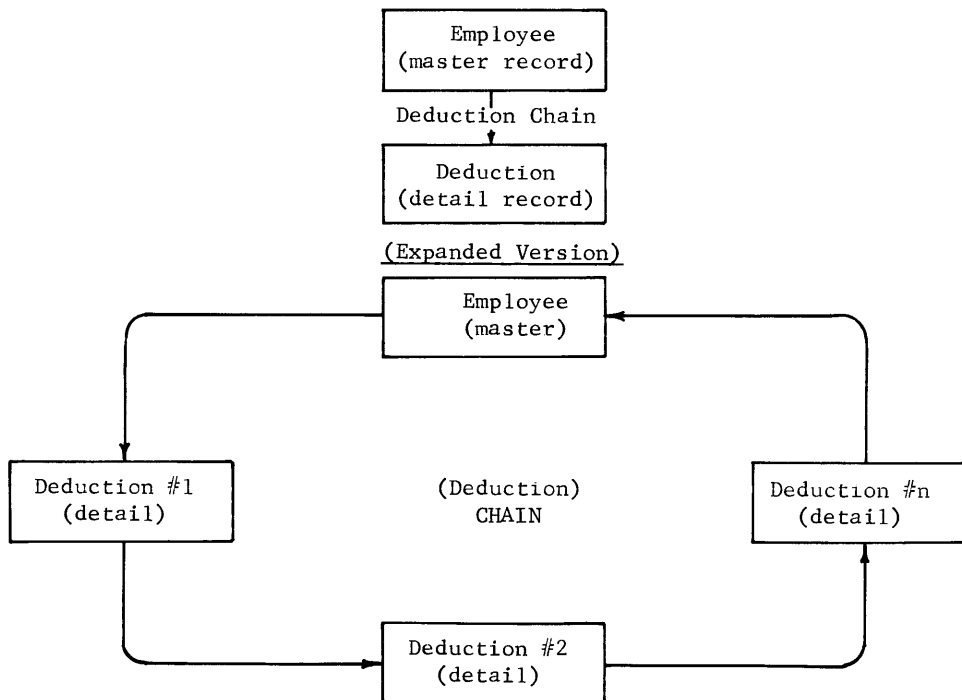 Employee
(master record)
Deduction Chain
Deduction
(detail record)
(Expanded Version)
Employee
(master)
Deduction #1
(detail)
(Deduction)
CHAIN
Deduction #n
(detail)
Deduction #2
(detail)